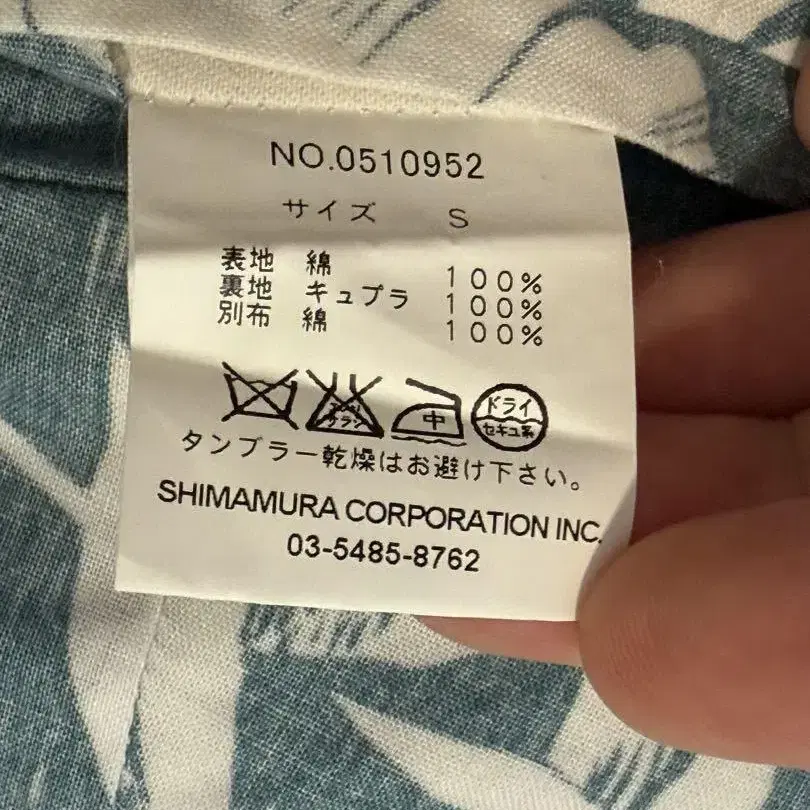 NO.0510952
サイズ S
表地 綿 100%
裏地 キュプラ 100%
別布 綿 100%
中 ドライ
セキユ系
タンブラー乾燥はお避け下さい。
SHIMAMURA CORPORATION INC.
03-5485-8762